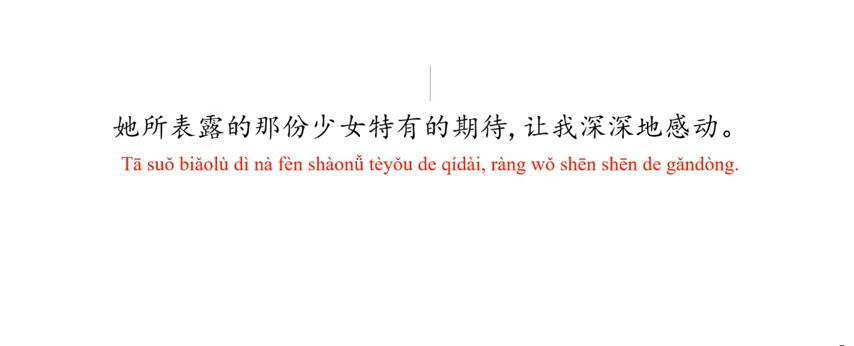 她所表露的那份少女特有的期待,让我深深地感动。
Tā suǒ biǎolù dì nà fèn shàonǚ tèyǒu de qídài, ràng wǒ shēn shēn de gǎndòng.